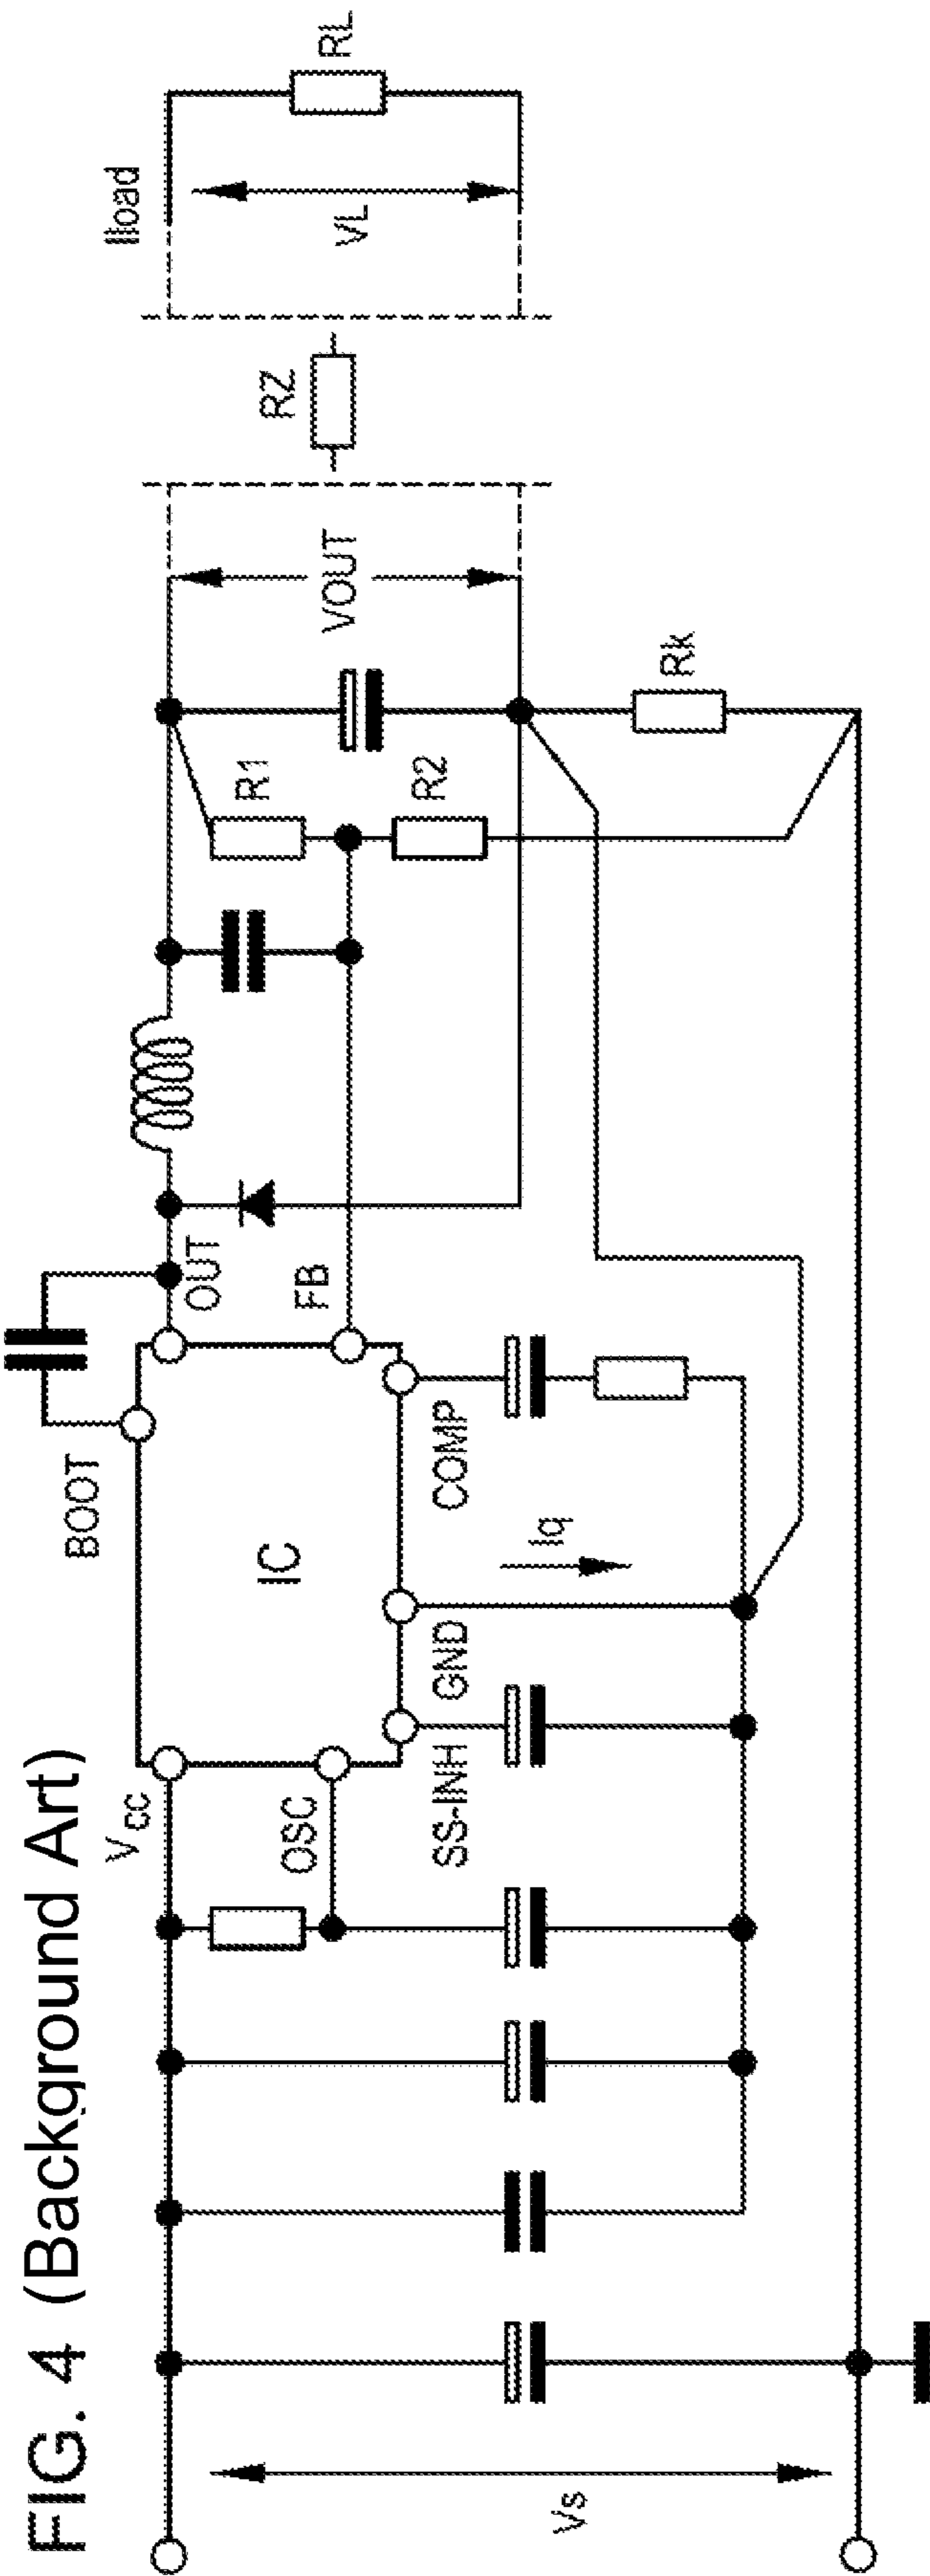 FIG. 4 (Background Art)
Vs
VCC
OSC
SS-INH
GND
Iq
COMP
IC
BOOT
OUT
FB
R1
R2
Rk
VOUT
RZ
Iload
VL
RL